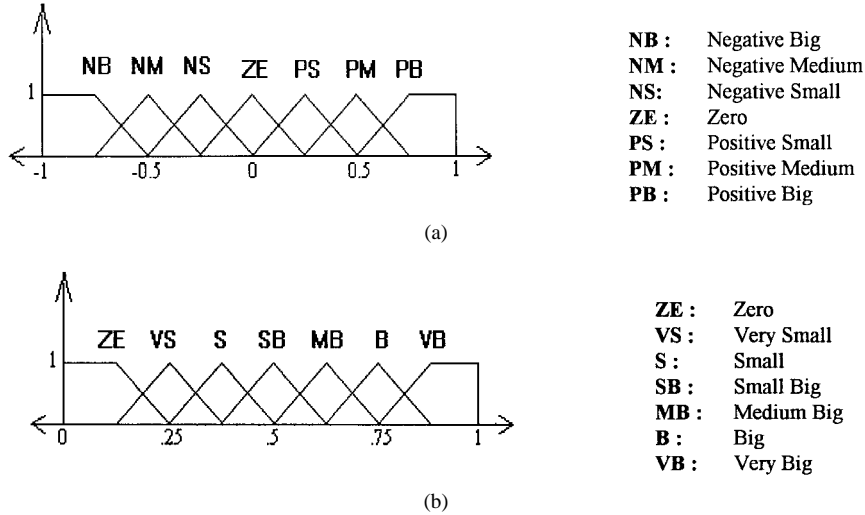 NB NM NS ZE PS PM PB
1
-1 -0.5 0 0.5 1
NB : Negative Big
NM : Negative Medium
NS: Negative Small
ZE : Zero
PS : Positive Small
PM : Positive Medium
PB : Positive Big
(a)
ZE VS S SB MB B VB
1
0 .25 .5 .75 1
ZE : Zero
VS : Very Small
S : Small
SB : Small Big
MB : Medium Big
B : Big
VB : Very Big
(b)